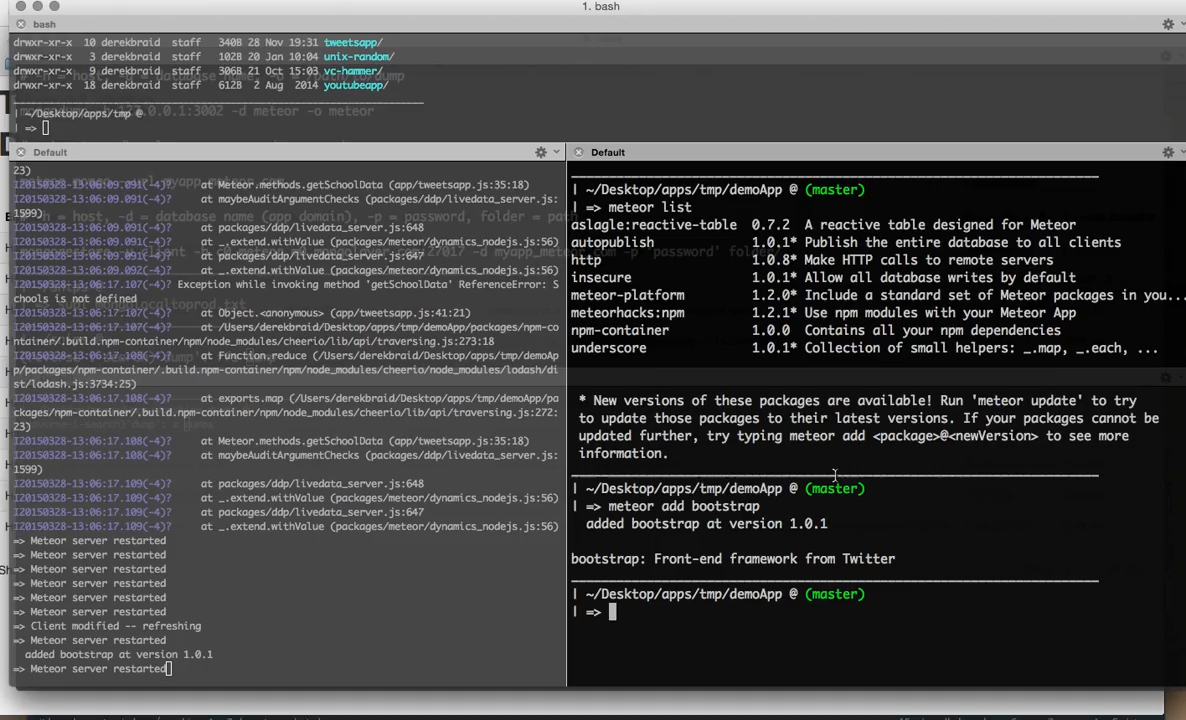 1. bash
bash
drwxr-xr-x 10 derekbraid staff 340B 28 Nov 19:31 tweetsapp/
drwxr-xr-x 3 derekbraid staff 102B 20 Jan 10:04 unix-random/
drwxr-xr-x 9 derekbraid staff 306B 21 Oct 15:03 vc-hammer/
drwxr-xr-x 18 derekbraid staff 612B 2 Aug 2014 youtubeapp/
| ~/Desktop/apps/tmp @
| =>
Default
23)
I20150328-13:06:09.091(-4)? at Meteor.methods.getSchoolData (app/tweetsapp.js:35:18)
I20150328-13:06:09.091(-4)? at maybeAuditArgumentChecks (packages/ddp/livedata_server.js:
1599)
I20150328-13:06:09.091(-4)? at packages/ddp/livedata_server.js:648
I20150328-13:06:09.091(-4)? at _.extend.withValue (packages/meteor/dynamics_nodejs.js:56)
I20150328-13:06:09.091(-4)? at packages/ddp/livedata_server.js:647
I20150328-13:06:09.092(-4)? at _.extend.withValue (packages/meteor/dynamics_nodejs.js:56)
I20150328-13:06:17.107(-4)? Exception while invoking method 'getSchoolData' ReferenceError: S
chools is not defined
I20150328-13:06:17.107(-4)? at Object.<anonymous> (app/tweetsapp.js:41:21)
I20150328-13:06:17.107(-4)? at /Users/derekbraid/Desktop/apps/tmp/demoApp/packages/npm-co
ntainer/.build.npm-container/npm/node_modules/cheerio/lib/api/traversing.js:273:18
I20150328-13:06:17.108(-4)? at Function.reduce (/Users/derekbraid/Desktop/apps/tmp/demoAp
p/packages/npm-container/.build.npm-container/npm/node_modules/cheerio/node_modules/lodash/di
st/lodash.js:3734:25)
I20150328-13:06:17.108(-4)? at exports.map (/Users/derekbraid/Desktop/apps/tmp/demoApp/pa
ckages/npm-container/.build.npm-container/npm/node_modules/cheerio/lib/api/traversing.js:272:
23)
I20150328-13:06:17.108(-4)? at Meteor.methods.getSchoolData (app/tweetsapp.js:35:18)
I20150328-13:06:17.108(-4)? at maybeAuditArgumentChecks (packages/ddp/livedata_server.js:
1599)
I20150328-13:06:17.109(-4)? at packages/ddp/livedata_server.js:648
I20150328-13:06:17.109(-4)? at _.extend.withValue (packages/meteor/dynamics_nodejs.js:56)
I20150328-13:06:17.109(-4)? at packages/ddp/livedata_server.js:647
I20150328-13:06:17.109(-4)? at _.extend.withValue (packages/meteor/dynamics_nodejs.js:56)
=> Meteor server restarted
=> Meteor server restarted
=> Meteor server restarted
=> Meteor server restarted
=> Meteor server restarted
=> Meteor server restarted
=> Client modified -- refreshing
=> Meteor server restarted
added bootstrap at version 1.0.1
=> Meteor server restarted
Default
| ~/Desktop/apps/tmp/demoApp @ (master)
| => meteor list
aslagle:reactive-table 0.7.2 A reactive table designed for Meteor
autopublish 1.0.1* Publish the entire database to all clients
http 1.0.8* Make HTTP calls to remote servers
insecure 1.0.1* Allow all database writes by default
meteor-platform 1.2.0* Include a standard set of Meteor packages in you...
meteorhacks:npm 1.2.1* Use npm modules with your Meteor App
npm-container 1.0.0 Contains all your npm dependencies
underscore 1.0.1* Collection of small helpers: _.map, _.each, ...
* New versions of these packages are available! Run 'meteor update' to try
to update those packages to their latest versions. If your packages cannot be
updated further, try typing meteor add <package>@<newVersion> to see more
information.
| ~/Desktop/apps/tmp/demoApp @ (master)
| => meteor add bootstrap
added bootstrap at version 1.0.1
bootstrap: Front-end framework from Twitter
| ~/Desktop/apps/tmp/demoApp @ (master)
| =>